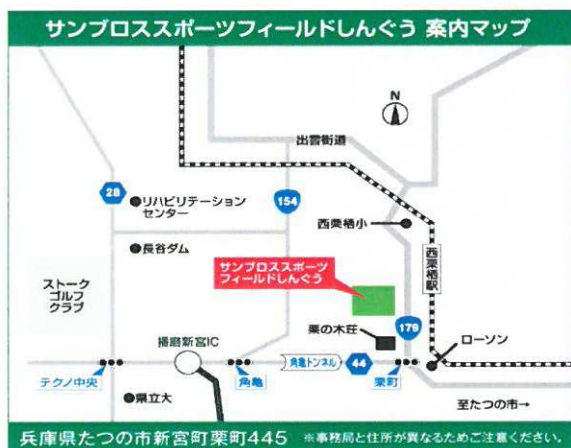 サンブロススポーツフィールドしんぐう 案内マップ
N
出雲街道
28
リハビリテーション
センター
154
西栗栖小
長谷ダム
サンブロススポーツ
フィールドしんぐう
西栗栖駅
ストーク
ゴルフ
クラブ
栗の木荘
179
播磨新宮IC
ローソン
角亀トンネル
44
テクノ中央
角亀
栗町
県立大
至たつの市→
兵庫県たつの市新宮町栗町445 ※事務局と住所が異なるためご注意ください。